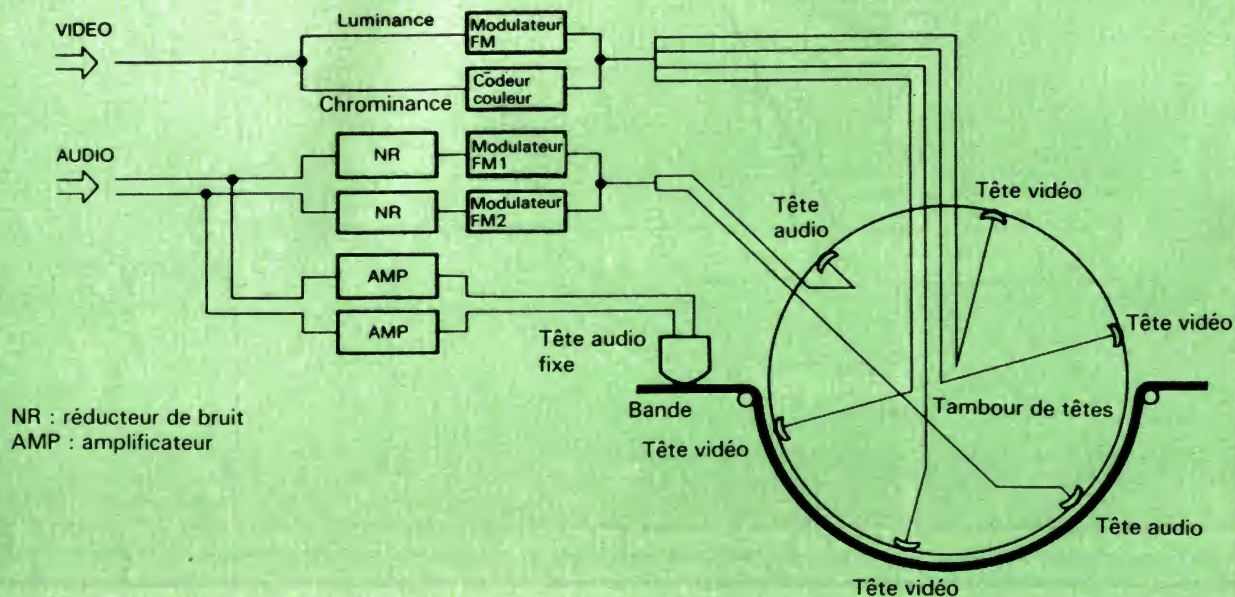 VIDEO
Luminance
Modulateur
FM
Codeur
couleur
Chrominance
AUDIO
NR
Modulateur
FM1
NR
Modulateur
FM2
AMP
AMP
Tête audio
fixe
Tête
audio
Tête vidéo
Tête vidéo
Bande
Tambour de têtes
Tête vidéo
Tête audio
Tête vidéo
NR : réducteur de bruit
AMP : amplificateur